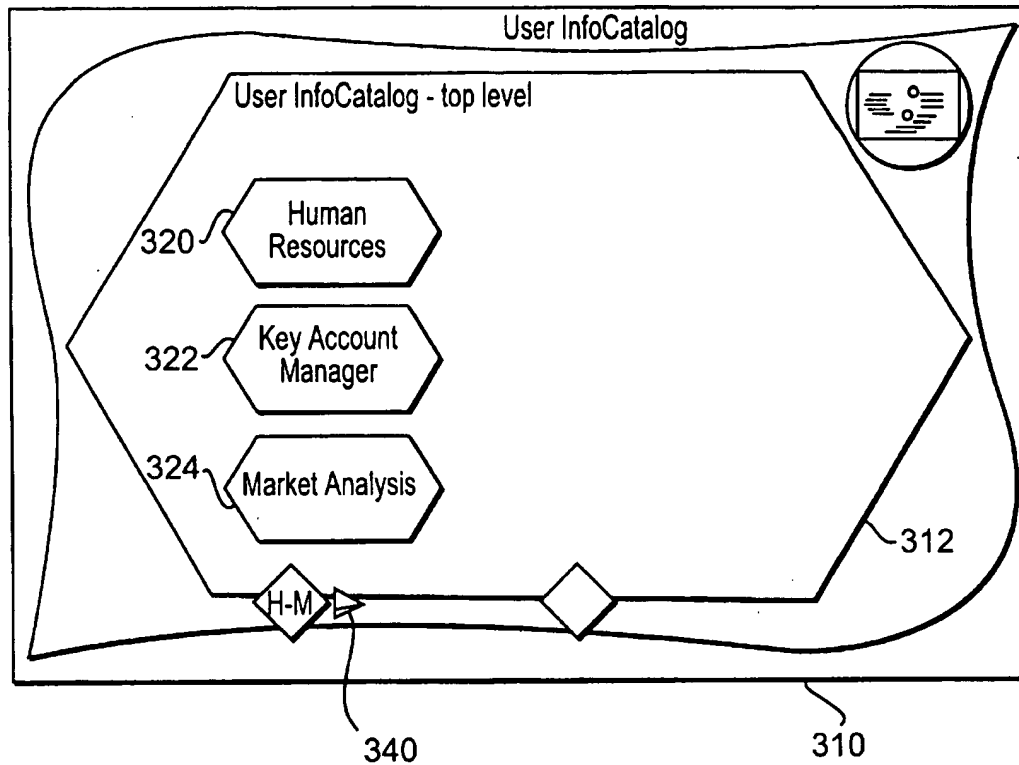 User InfoCatalog
User InfoCatalog - top level
320
Human
Resources
322
Key Account
Manager
324
Market Analysis
312
H-M
340
310